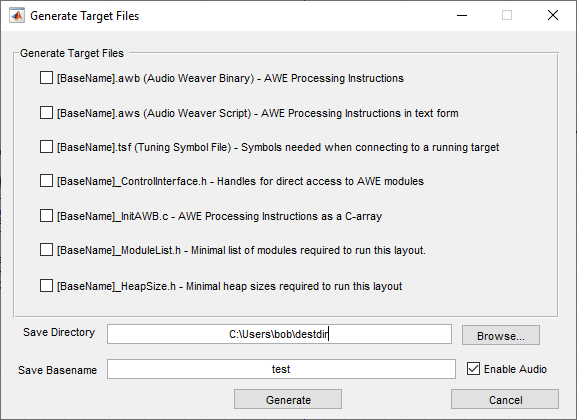 Generate Target Files
Generate Target Files
[BaseName].awb (Audio Weaver Binary) - AWE Processing Instructions
[BaseName].aws (Audio Weaver Script) - AWE Processing Instructions in text form
[BaseName].tsf (Tuning Symbol File) - Symbols needed when connecting to a running target
[BaseName]_ControlInterface.h - Handles for direct access to AWE modules
[BaseName]_InitAWB.c - AWE Processing Instructions as a C-array
[BaseName]_ModuleList.h - Minimal list of modules required to run this layout.
[BaseName]_HeapSize.h - Minimal heap sizes required to run this layout
Save Directory C:\Users\bob\destdir Browse...
Save Basename test Enable Audio
Generate Cancel